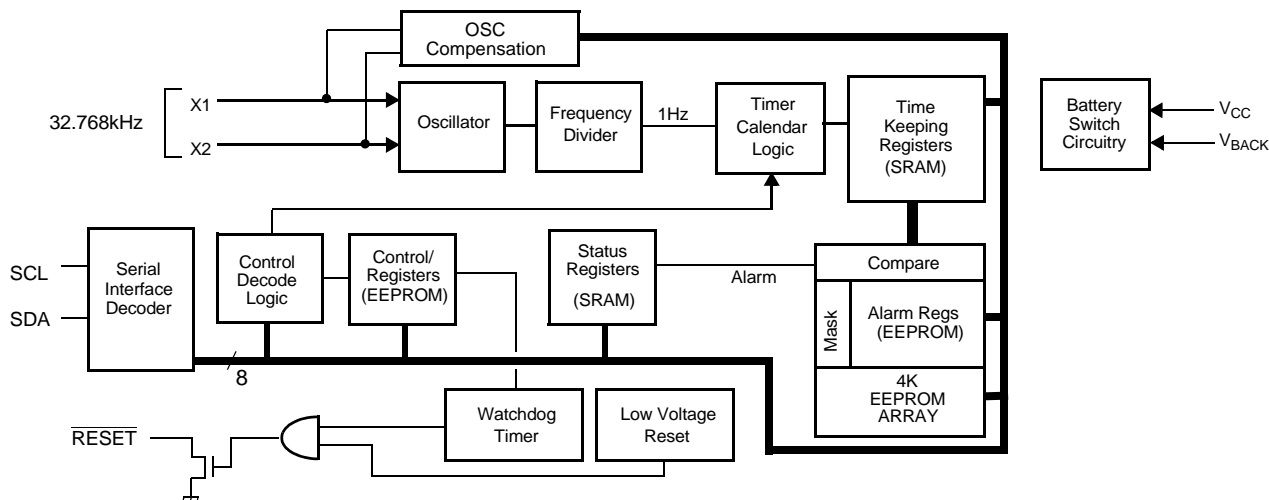 OSC
Compensation
32.768kHz
X1
X2
Oscillator
Frequency
Divider
1Hz
Timer
Calendar
Logic
Time
Keeping
Registers
(SRAM)
Battery
Switch
Circuitry
VCC
VBACK
SCL
SDA
Serial
Interface
Decoder
Control
Decode
Logic
Control/
Registers
(EEPROM)
Status
Registers
(SRAM)
Alarm
Compare
Mask
Alarm Regs
(EEPROM)
4K
EEPROM
ARRAY
8
RESET
Watchdog
Timer
Low Voltage
Reset